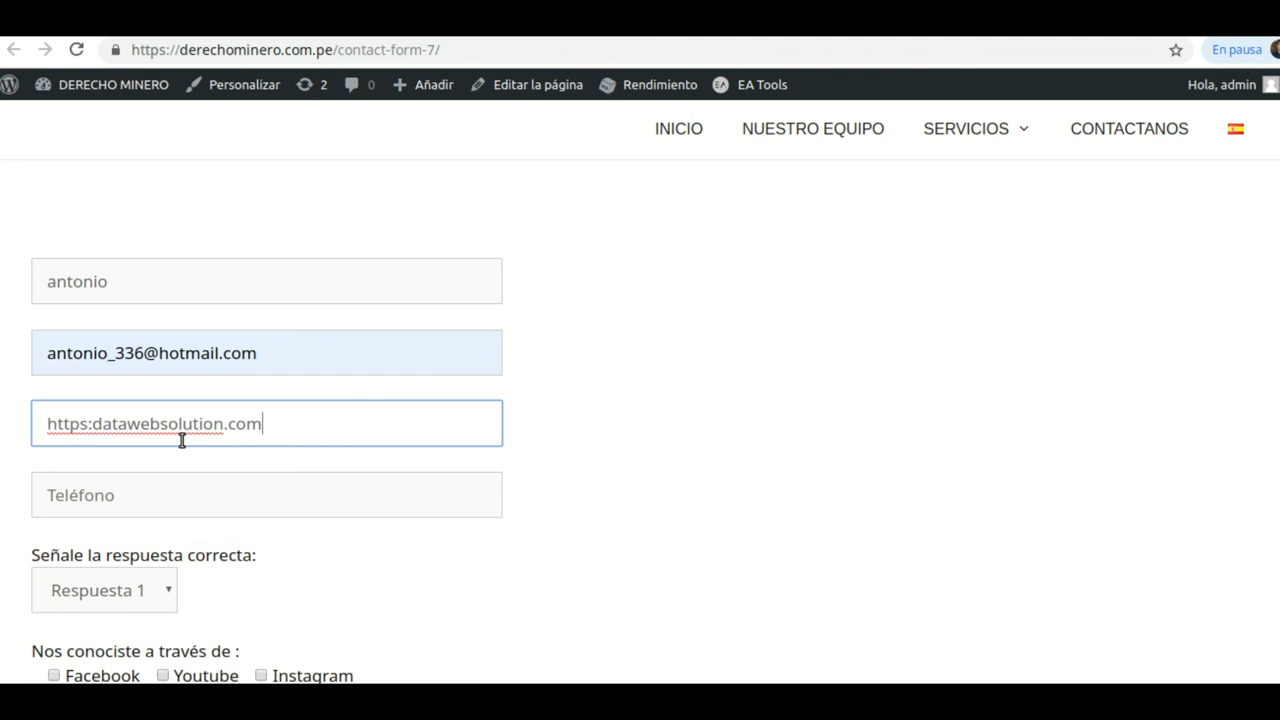 https://derechominero.com.pe/contact-form-7/
En pausa
DERECHO MINERO Personalizar 2 0 Añadir Editar la página Rendimiento EA Tools Hola, admin
INICIO NUESTRO EQUIPO SERVICIOS CONTACTANOS
antonio
antonio_336@hotmail.com
https:datawebsolution.com
Teléfono
Señale la respuesta correcta:
Respuesta 1
Nos conociste a través de :
Facebook Youtube Instagram